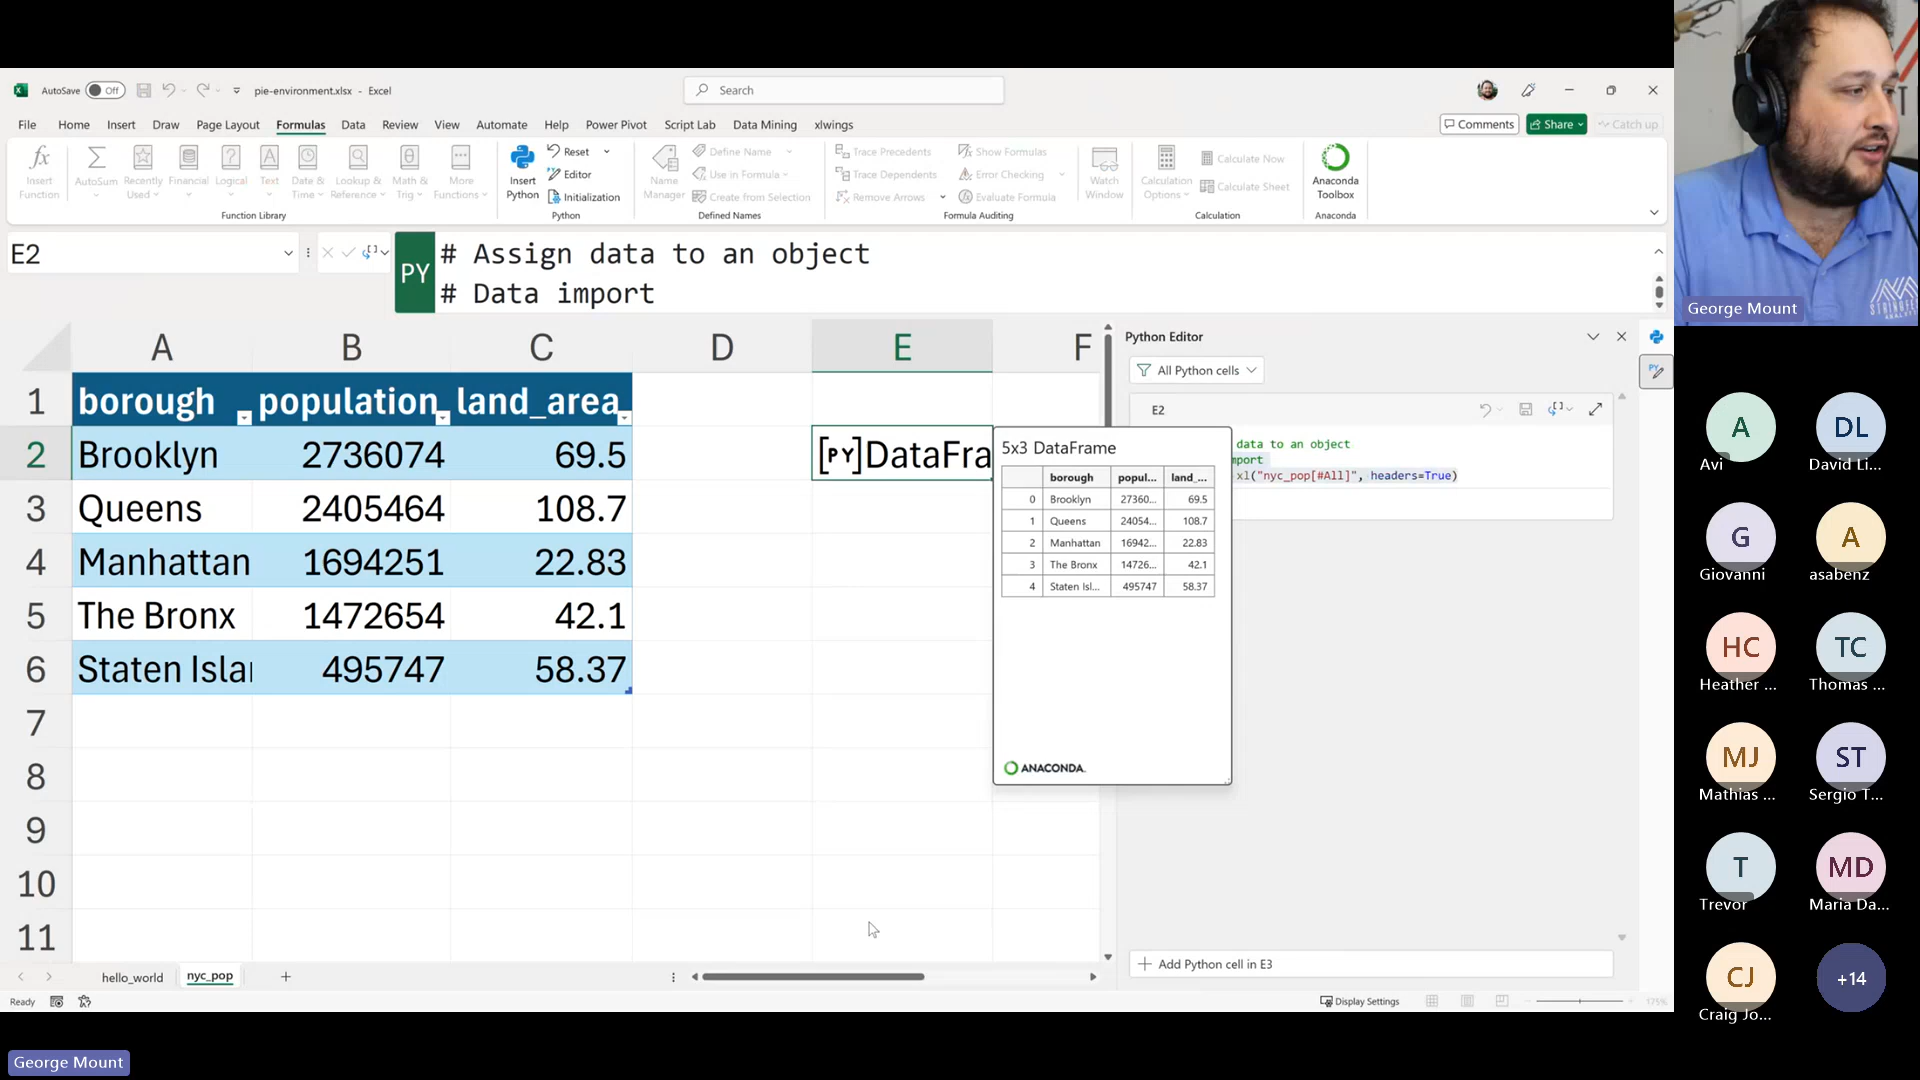 AutoSave Off pie-environment.xlsx - Excel Search
File Home Insert Draw Page Layout Formulas Data Review View Automate Help Power Pivot Script Lab Data Mining xlwings Comments Share Catch up
fx Insert Function
AutoSum
Recently Used
Financial
Logical
Text
Date & Time
Lookup & Reference
Math & Trig
More Functions
Function Library
Insert Python
Reset
Editor
Initialization
Python
Name Manager
Define Name
Use in Formula
Create from Selection
Defined Names
Trace Precedents
Trace Dependents
Remove Arrows
Show Formulas
Error Checking
Evaluate Formula
Formula Auditing
Watch Window
Calculation Options
Calculate Now
Calculate Sheet
Calculation
Anaconda Toolbox
Anaconda
E2
PY
# Assign data to an object
# Data import
A B C D E F
1 borough population land_area
2 Brooklyn 2736074 69.5 [PY]DataFra
3 Queens 2405464 108.7
4 Manhattan 1694251 22.83
5 The Bronx 1472654 42.1
6 Staten Islan 495747 58.37
7
8
9
10
11
5x3 DataFrame
borough popul... land_...
0 Brooklyn 27360... 69.5
1 Queens 24054... 108.7
2 Manhattan 16942... 22.83
3 The Bronx 14726... 42.1
4 Staten Isl... 495747 58.37
ANACONDA.
Python Editor
All Python cells
E2
data to an object
mport
xl("nyc_pop[#All]", headers=True)
Add Python cell in E3
hello_world nyc_pop
Ready Display Settings 175%
George Mount
George Mount
A DL
Avi David Li...
G A
Giovanni asabenz
HC TC
Heather ... Thomas ...
MJ ST
Mathias ... Sergio T...
T MD
Trevor Maria Da...
CJ +14
Craig Jo...